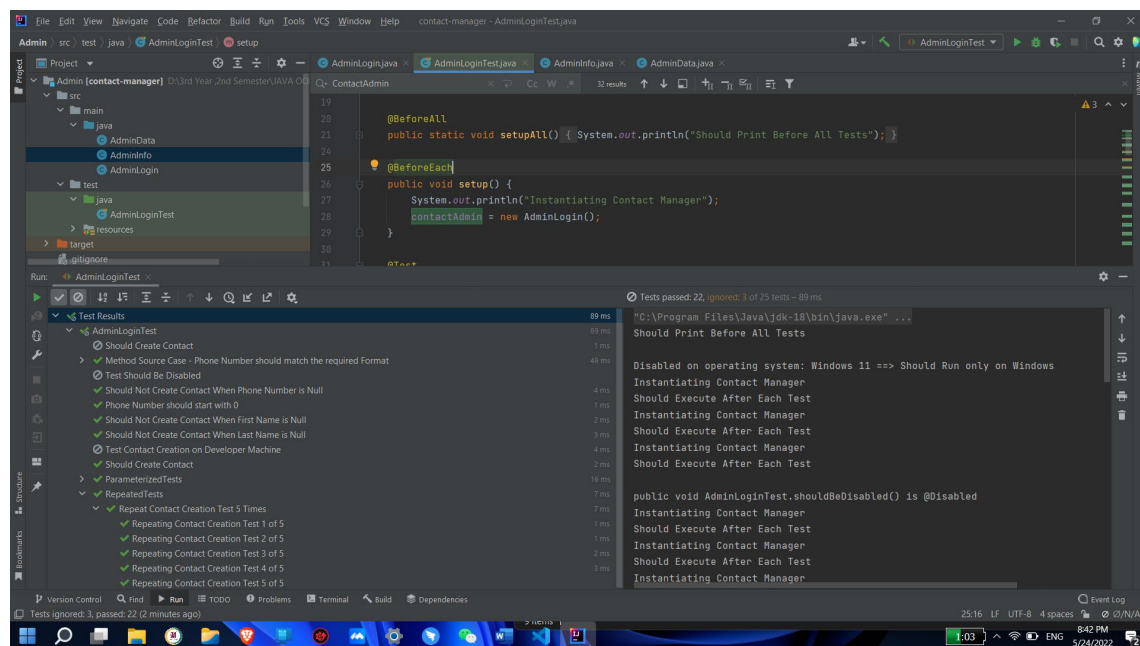 File Edit View Navigate Code Refactor Build Run Tools VCS Window Help contact-manager - AdminLoginTest.java
Admin src test java AdminLoginTest setup AdminLoginTest
Project AdminLogin.java AdminLoginTest.java AdminInfo.java AdminData.java
Admin [contact-manager] D:\3rd Year ,2nd Semester\JAVA OO
ContactAdmin Cc W .* 32 results
src
main
java
AdminData
AdminInfo
AdminLogin
test
java
AdminLoginTest
resources
target
.gitignore
3
19
20 @BeforeAll
21 public static void setupAll() { System.out.println("Should Print Before All Tests"); }
24
25 @BeforeEach
26 public void setup() {
27 System.out.println("Instantiating Contact Manager");
28 contactAdmin = new AdminLogin();
29 }
30
31 @Test
Run: AdminLoginTest
Tests passed: 22, ignored: 3 of 25 tests – 89 ms
Test Results 89 ms
AdminLoginTest 89 ms
Should Create Contact 1 ms
Method Source Case - Phone Number should match the required Format 49 ms
Test Should Be Disabled
Should Not Create Contact When Phone Number is Null 4 ms
Phone Number should start with 0 1 ms
Should Not Create Contact When First Name is Null 2 ms
Should Not Create Contact When Last Name is Null 3 ms
Test Contact Creation on Developer Machine 4 ms
Should Create Contact 2 ms
ParameterizedTests 16 ms
RepeatedTests 7 ms
Repeat Contact Creation Test 5 Times 7 ms
Repeating Contact Creation Test 1 of 5 1 ms
Repeating Contact Creation Test 2 of 5 1 ms
Repeating Contact Creation Test 3 of 5 2 ms
Repeating Contact Creation Test 4 of 5 3 ms
Repeating Contact Creation Test 5 of 5
"C:\Program Files\Java\jdk-18\bin\java.exe" ...
Should Print Before All Tests
Disabled on operating system: Windows 11 ==> Should Run only on Windows
Instantiating Contact Manager
Should Execute After Each Test
Instantiating Contact Manager
Should Execute After Each Test
Instantiating Contact Manager
Should Execute After Each Test
public void AdminLoginTest.shouldBeDisabled() is @Disabled
Instantiating Contact Manager
Should Execute After Each Test
Instantiating Contact Manager
Should Execute After Each Test
Instantiating Contact Manager
Project
Structure
Bookmarks
Version Control Find Run TODO Problems Terminal Build Dependencies Event Log
Tests ignored: 3, passed: 22 (2 minutes ago) 25:16 LF UTF-8 4 spaces
9 items
1:03 ENG 8:42 PM
5/24/2022